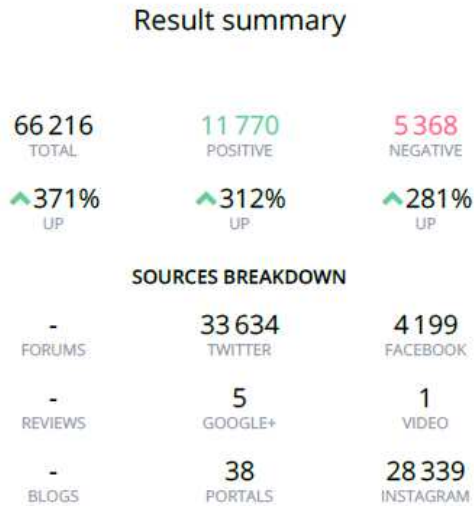 Result summary
66 216 11 770 5 368
TOTAL POSITIVE NEGATIVE
371% 312% 281%
UP UP UP
SOURCES BREAKDOWN
- 33 634 4 199
FORUMS TWITTER FACEBOOK
- 5 1
REVIEWS GOOGLE+ VIDEO
- 38 28 339
BLOGS PORTALS INSTAGRAM